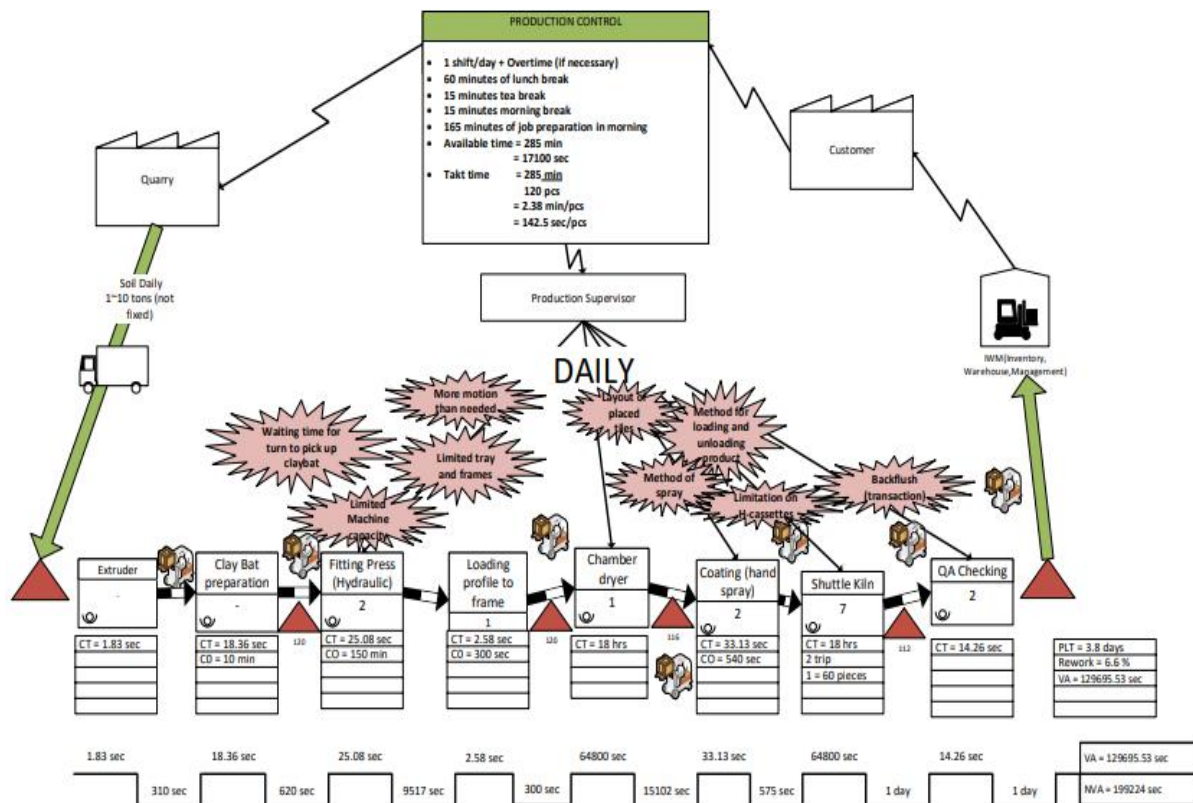 PRODUCTION CONTROL
• 1 shift/day + Overtime (if necessary)
• 60 minutes of lunch break
• 15 minutes tea break
• 15 minutes morning break
• 165 minutes of job preparation in morning
• Available time = 285 min
= 17100 sec
• Takt time = 285 min
120 pcs
= 2.38 min/pcs
= 142.5 sec/pcs
Quarry
Customer
Soil Daily
1~10 tons (not
fixed)
Production Supervisor
IWM(Inventory,
Warehouse,Management)
DAILY
More motion
than needed
Waiting time for
turn to pick up
claybat
Limited tray
and frames
Limited
Machine
capacity
Layout of
placed
tiles
Method for
loading and
unloading
product
Method of
spray
Limitation on
H-cassettes
Backflush
(transaction)
Extruder
-
Clay Bat
preparation
-
Fitting Press
(Hydraulic)
2
Loading
profile to
frame
1
Chamber
dryer
1
Coating (hand
spray)
2
Shuttle Kiln
7
QA Checking
2
120
120
116
112
CT = 1.83 sec
CT = 18.36 sec
C0 = 10 min
CT = 25.08 sec
CO = 150 min
CT = 2.58 sec
C0 = 300 sec
CT = 18 hrs
CT = 33.13 sec
CO = 540 sec
CT = 18 hrs
2 trip
1 = 60 pieces
CT = 14.26 sec
PLT = 3.8 days
Rework = 6.6 %
VA = 129695.53 sec
1.83 sec
18.36 sec
25.08 sec
2.58 sec
64800 sec
33.13 sec
64800 sec
14.26 sec
VA = 129695.53 sec
310 sec
620 sec
9517 sec
300 sec
15102 sec
575 sec
1 day
1 day
NVA = 199224 sec